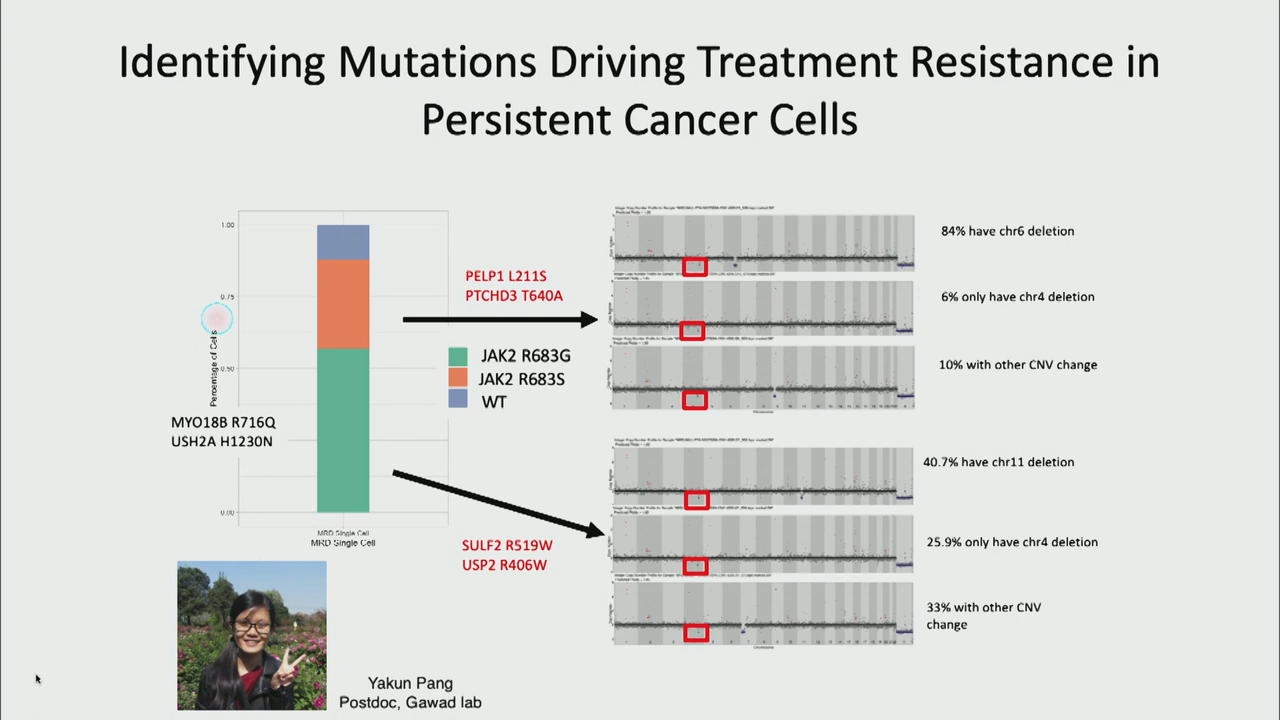 Identifying Mutations Driving Treatment Resistance in
Persistent Cancer Cells
1.00
0.75
0.50
0.00
Percentage of Cells
MRD Single Cell
MRD Single Cell
MYO18B R716Q
USH2A H1230N
PELP1 L211S
PTCHD3 T640A
JAK2 R683G
JAK2 R683S
WT
SULF2 R519W
USP2 R406W
84% have chr6 deletion
6% only have chr4 deletion
10% with other CNV change
40.7% have chr11 deletion
25.9% only have chr4 deletion
33% with other CNV
change
Yakun Pang
Postdoc, Gawad lab